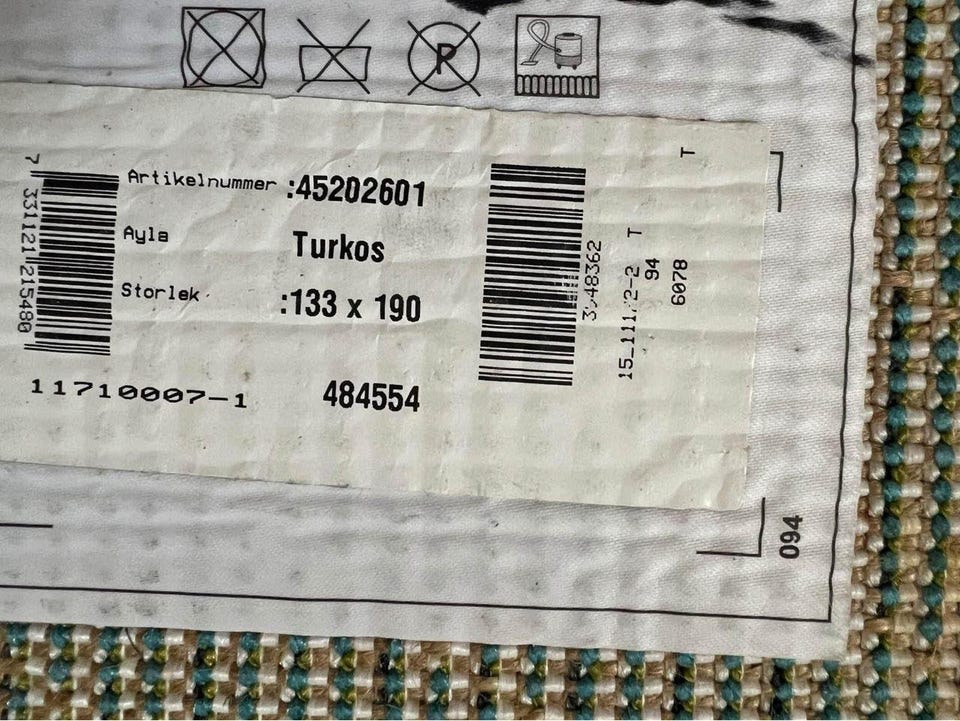 R
Artikelnummer :45202601
Ayla Turkos
Storlek :133 x 190
11710007-1 484554
7 331121 215480
T
T
94
6078
094